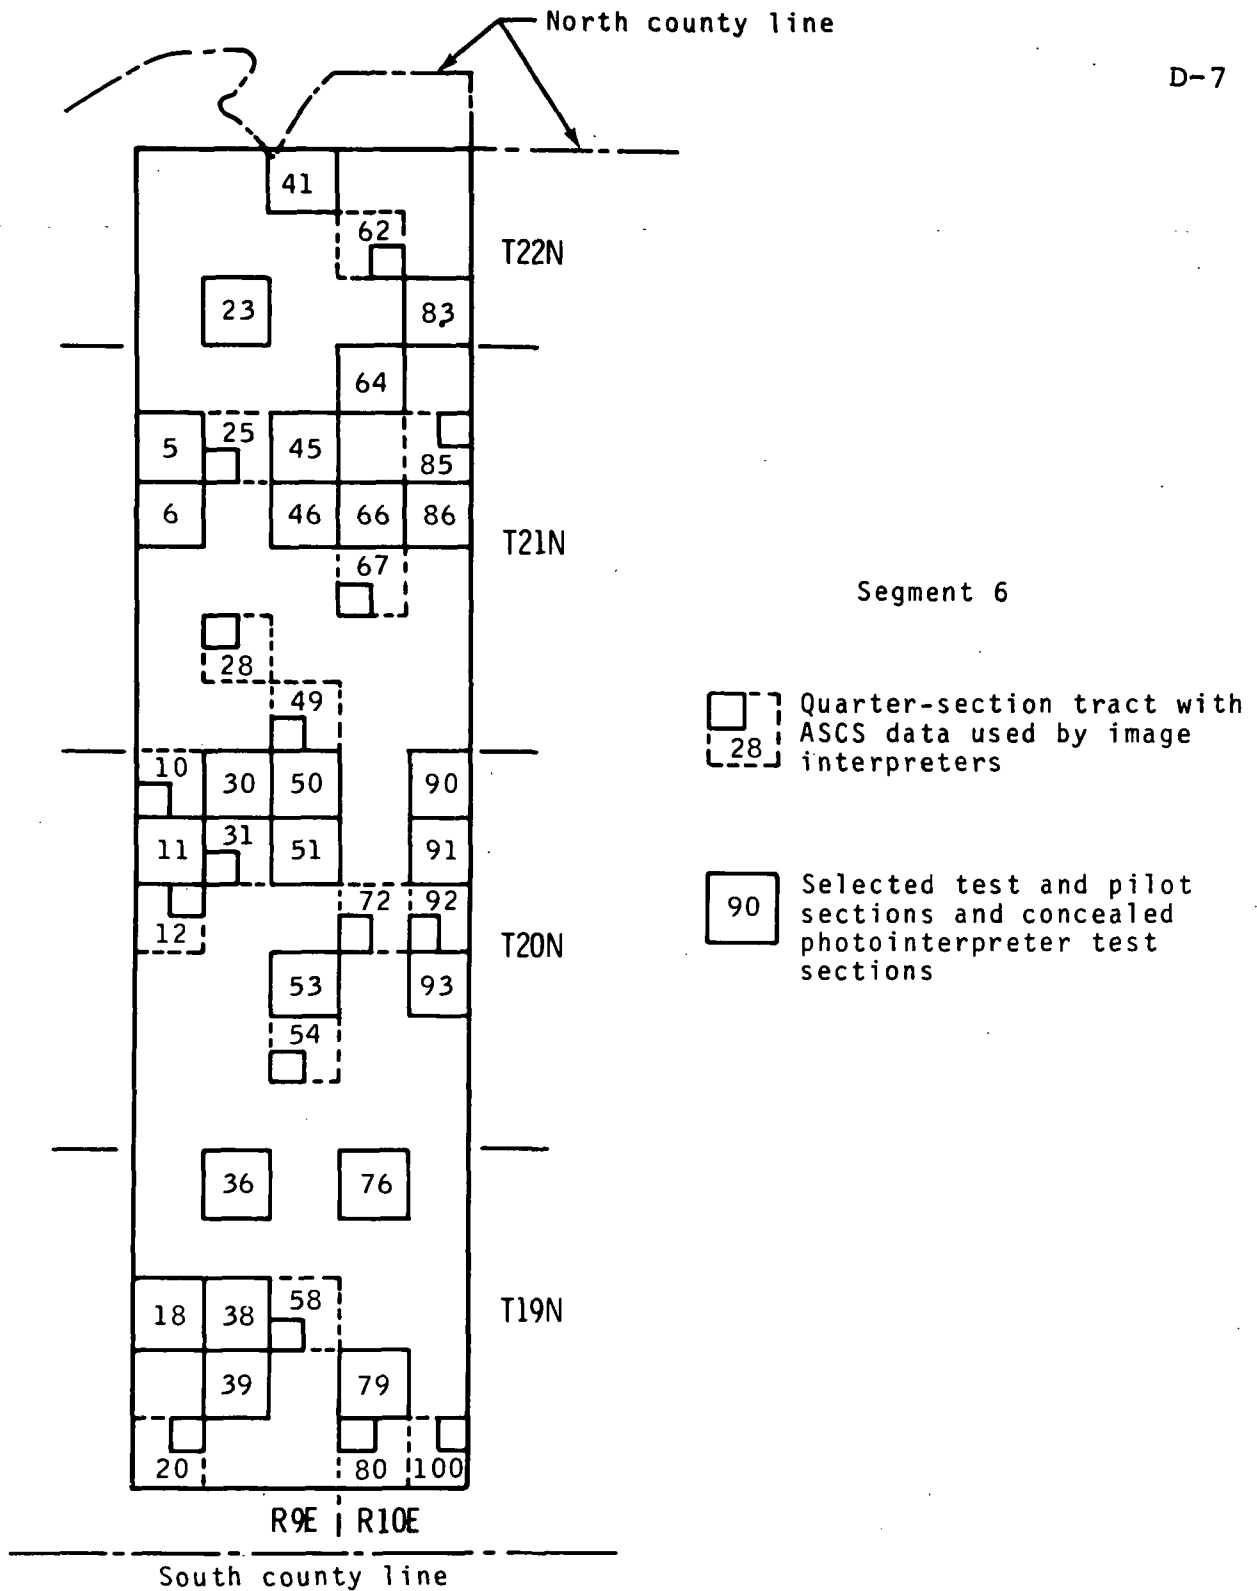 North county line
D-7
41
62
T22N
23
83
64
5
25
45
85
6
46
66
86
T21N
67
Segment 6
28
49
Quarter-section tract with
ASCS data used by image
interpreters
28
10
30
50
90
11
31
51
91
90
Selected test and pilot
sections and concealed
photointerpreter test
sections
12
72
92
T20N
53
93
54
36
76
18
38
58
T19N
39
79
20
80
100
R9E
R10E
South county line